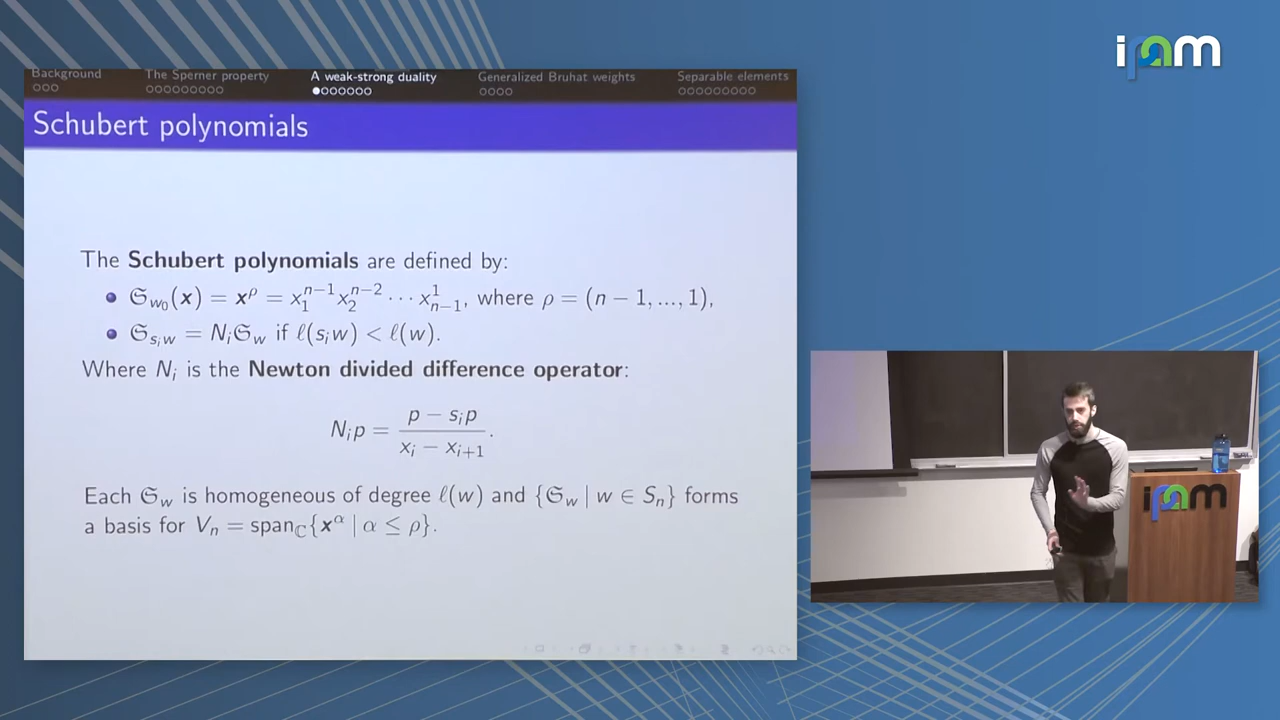 ipam
Background The Sperner property A weak-strong duality Generalized Bruhat weights Separable elements
Schubert polynomials
The Schubert polynomials are defined by:
𝔖_{w_0}(x) = x^ρ = x_1^{n−1} x_2^{n−2} ⋯ x_{n−1}^1, where ρ = (n − 1, ..., 1),
𝔖_{s_i w} = N_i 𝔖_w if ℓ(s_i w) < ℓ(w).
Where N_i is the Newton divided difference operator:
N_i p = \frac{p − s_i p}{x_i − x_{i+1}}.
Each 𝔖_w is homogeneous of degree ℓ(w) and {𝔖_w | w ∈ S_n} forms
a basis for V_n = span_ℂ{x^α | α ≤ ρ}.
ipam